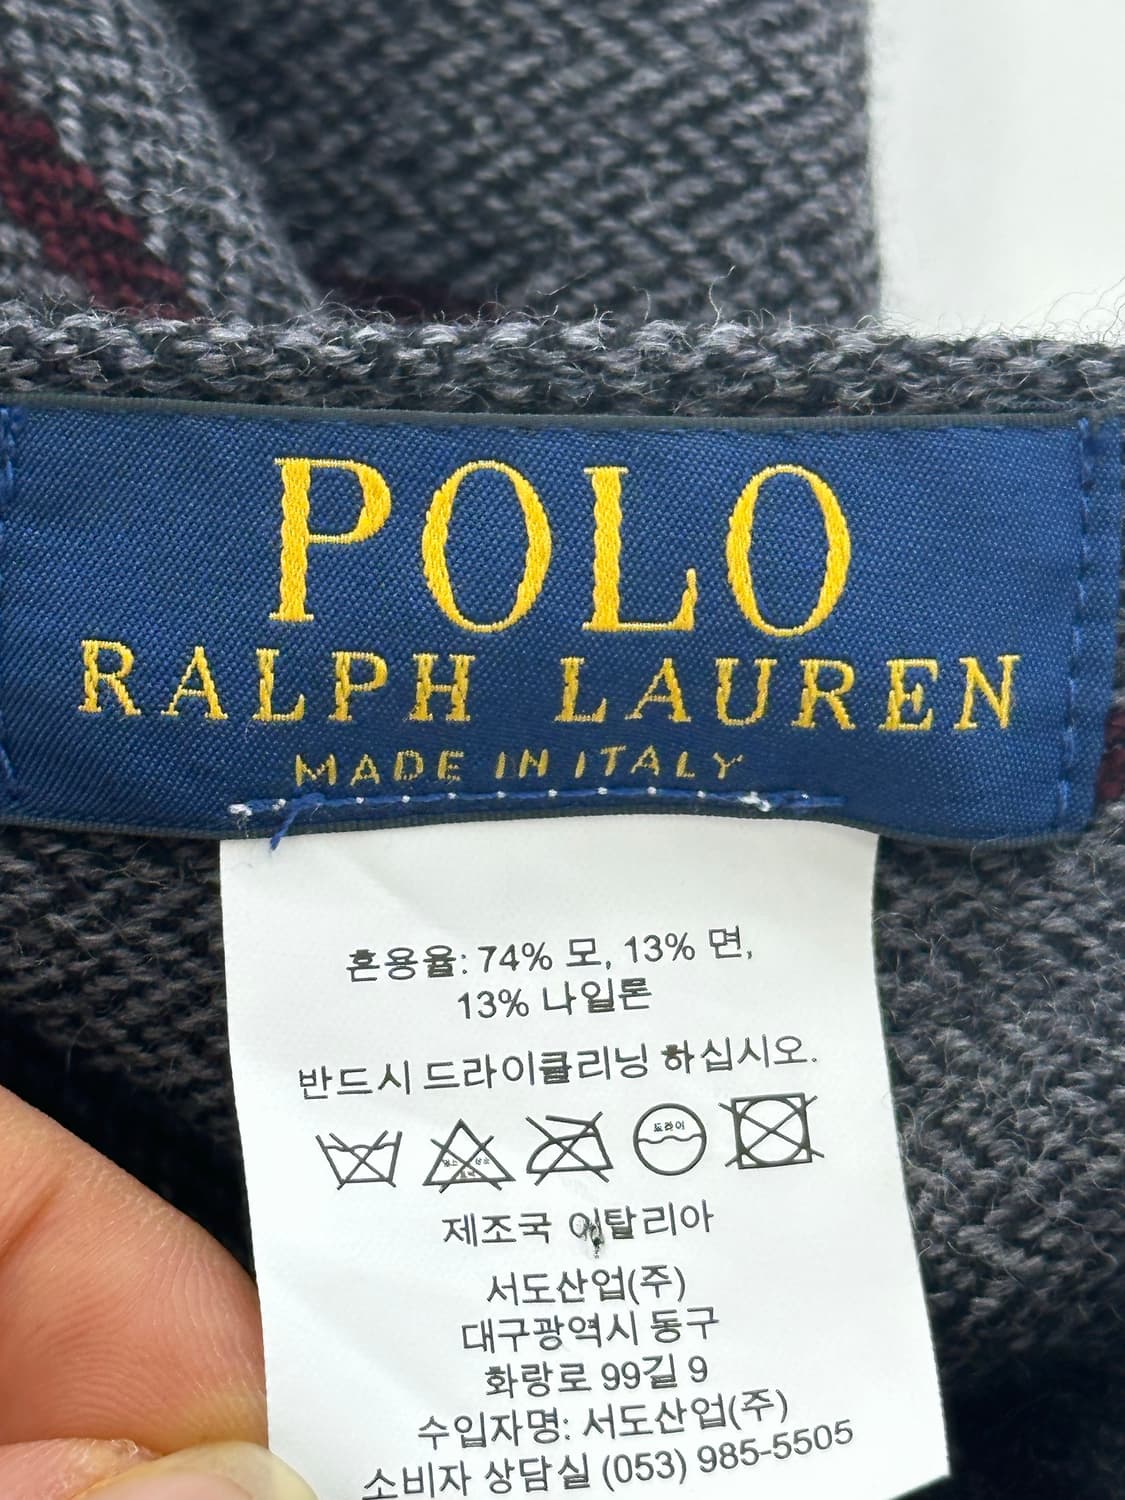 POLO
RALPH LAUREN
MADE IN ITALY
혼용율: 74% 모, 13% 면,
13% 나일론
반드시 드라이클리닝 하십시오.
드라이
제조국 이탈리아
서도산업(주)
대구광역시 동구
화랑로 99길 9
수입자명: 서도산업(주)
소비자 상담실 (053) 985-5505